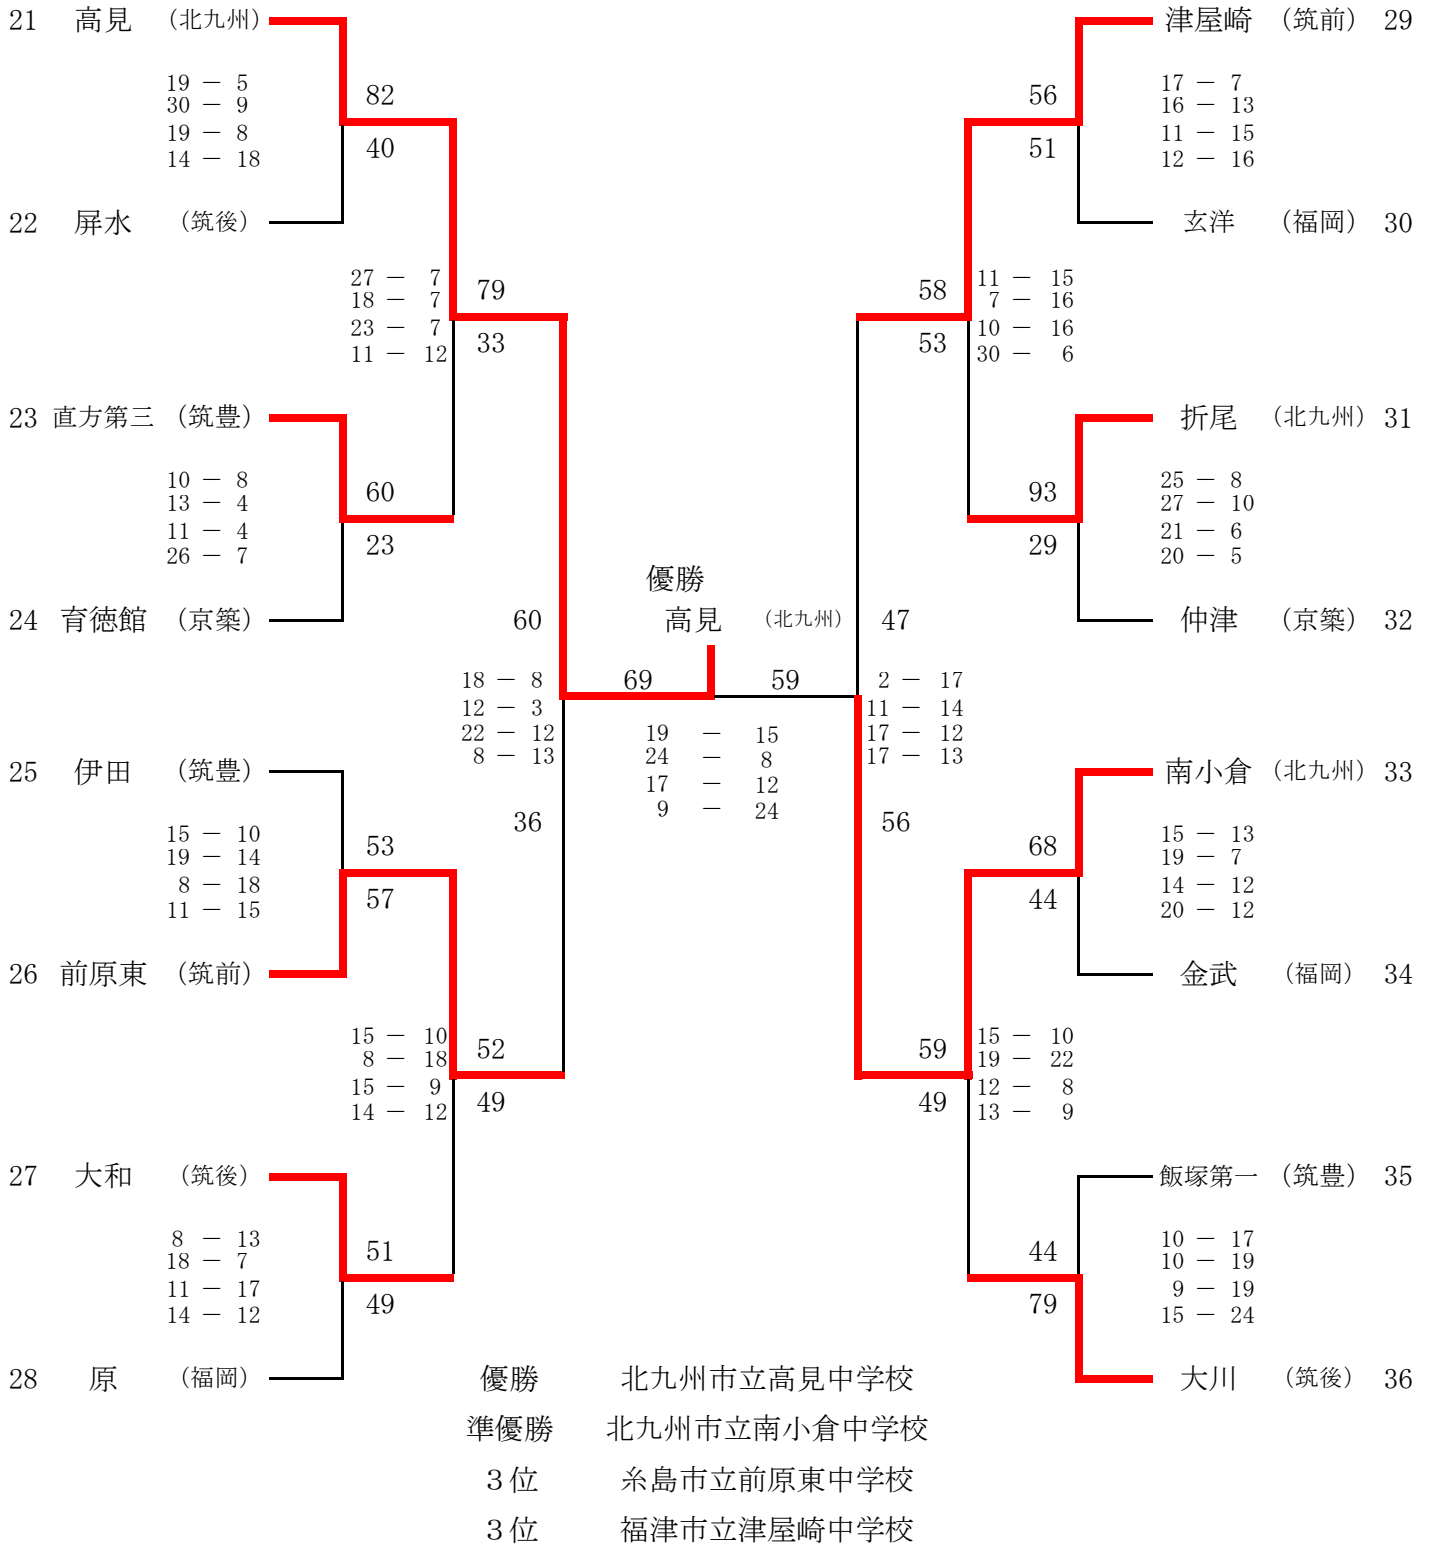 21 高見 （北九州）
19 － 5
30 － 9
19 － 8
14 － 18
82
40
22 屏水 （筑後）
27 － 7
18 － 7
23 － 7
11 － 12
79
33
23 直方第三 （筑豊）
10 － 8
13 － 4
11 － 4
26 － 7
60
23
24 育徳館 （京築）
60
18 － 8
12 － 3
22 － 12
8 － 13
36
25 伊田 （筑豊）
15 － 10
19 － 14
8 － 18
11 － 15
53
57
26 前原東 （筑前）
15 － 10
8 － 18
15 － 9
14 － 12
52
49
27 大和 （筑後）
8 － 13
18 － 7
11 － 17
14 － 12
51
49
28 原 （福岡）
優勝
高見 （北九州）
69 59
19 － 15
24 － 8
17 － 12
9 － 24
津屋崎 （筑前） 29
56
51
17 － 7
16 － 13
11 － 15
12 － 16
玄洋 （福岡） 30
58
53
11 － 15
7 － 16
10 － 16
30 － 6
折尾 （北九州） 31
93
29
25 － 8
27 － 10
21 － 6
20 － 5
仲津 （京築） 32
47
2 － 17
11 － 14
17 － 12
17 － 13
56
南小倉 （北九州） 33
68
44
15 － 13
19 － 7
14 － 12
20 － 12
金武 （福岡） 34
59
49
15 － 10
19 － 22
12 － 8
13 － 9
飯塚第一 （筑豊） 35
44
79
10 － 17
10 － 19
9 － 19
15 － 24
大川 （筑後） 36
優勝 北九州市立高見中学校
準優勝 北九州市立南小倉中学校
３位 糸島市立前原東中学校
３位 福津市立津屋崎中学校